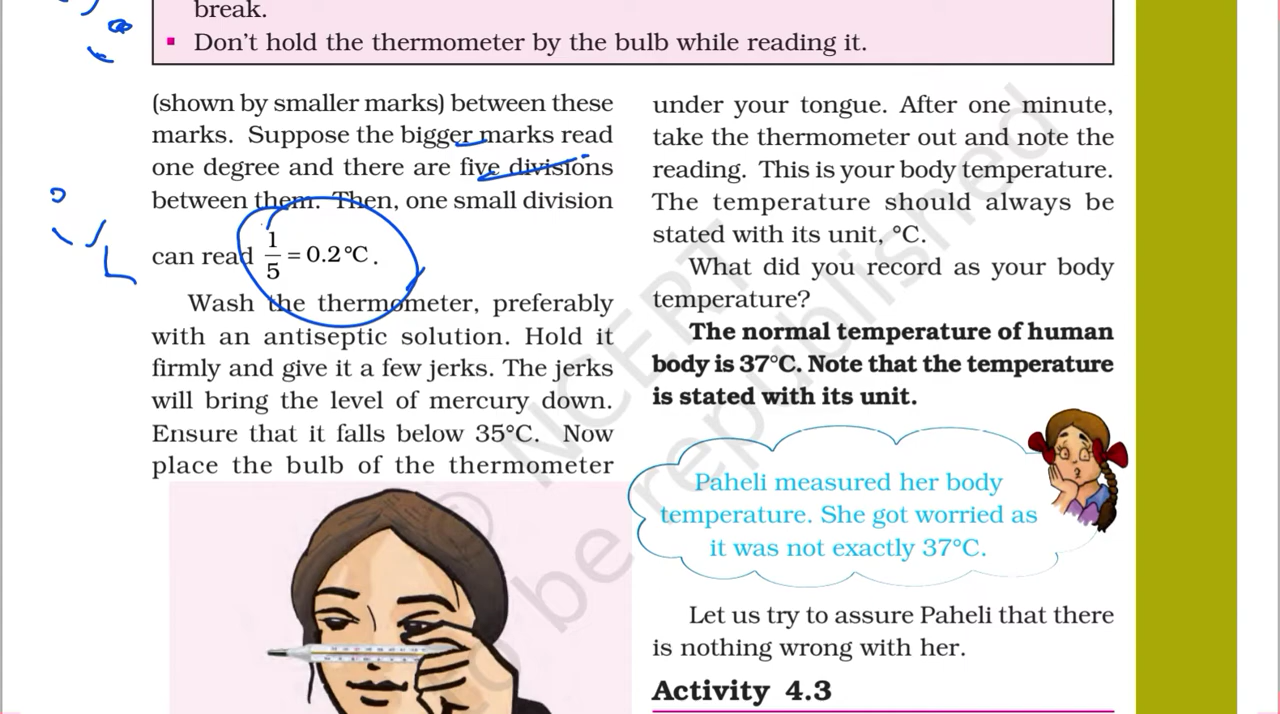 break.
▪ Don't hold the thermometer by the bulb while reading it.
(shown by smaller marks) between these
marks. Suppose the bigger marks read
one degree and there are five divisions
between them. Then, one small division
can read 1/5 = 0.2°C.
Wash the thermometer, preferably
with an antiseptic solution. Hold it
firmly and give it a few jerks. The jerks
will bring the level of mercury down.
Ensure that it falls below 35°C. Now
place the bulb of the thermometer
under your tongue. After one minute,
take the thermometer out and note the
reading. This is your body temperature.
The temperature should always be
stated with its unit, °C.
What did you record as your body
temperature?
The normal temperature of human
body is 37°C. Note that the temperature
is stated with its unit.
Paheli measured her body
temperature. She got worried as
it was not exactly 37°C.
Let us try to assure Paheli that there
is nothing wrong with her.
Activity 4.3
© NCERT
be republished